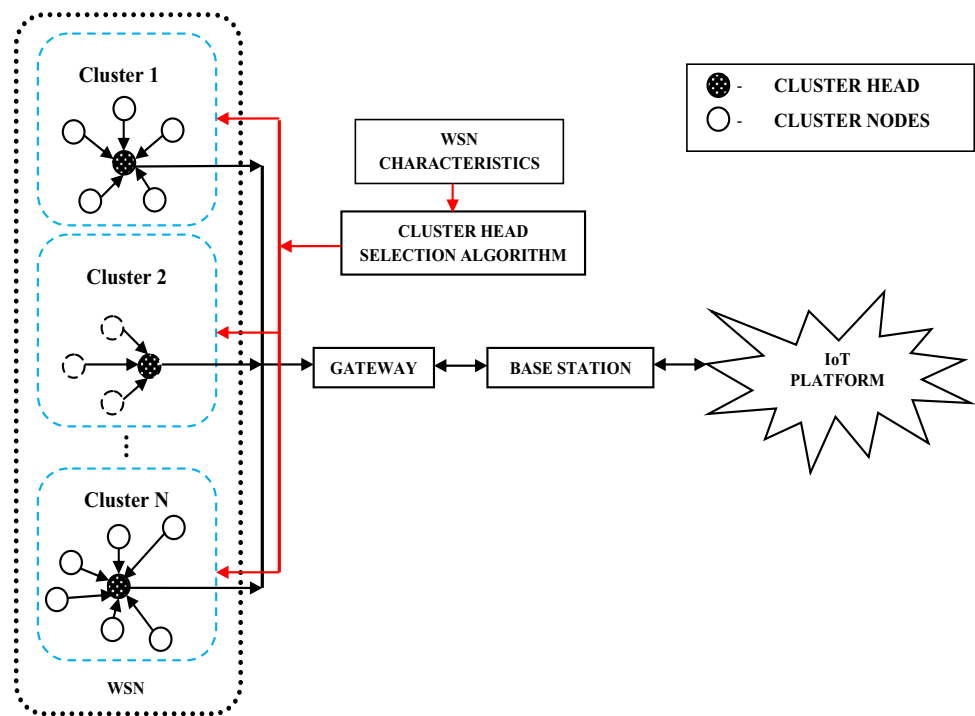 Cluster 1
- CLUSTER HEAD
- CLUSTER NODES
WSN
CHARACTERISTICS
CLUSTER HEAD
SELECTION ALGORITHM
Cluster 2
GATEWAY
BASE STATION
IoT
PLATFORM
Cluster N
WSN